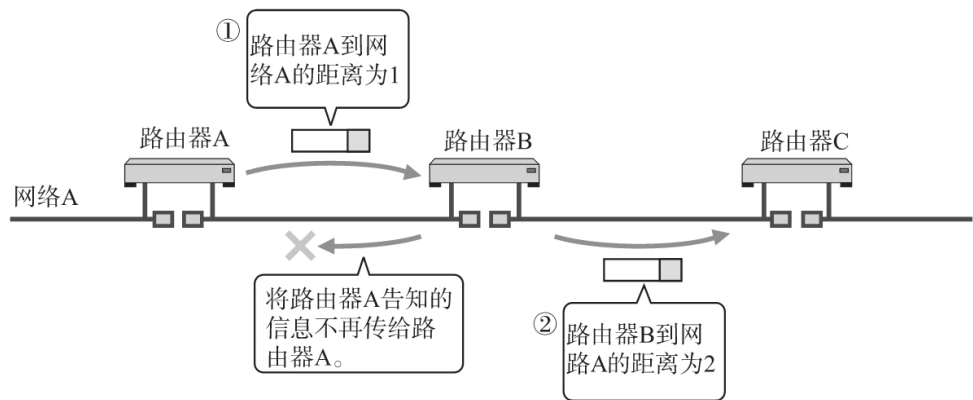 ①
路由器A到网
络A的距离为1
路由器A
路由器B
路由器C
网络A
将路由器A告知的
信息不再传给路
由器A。
②
路由器B到网
路A的距离为2